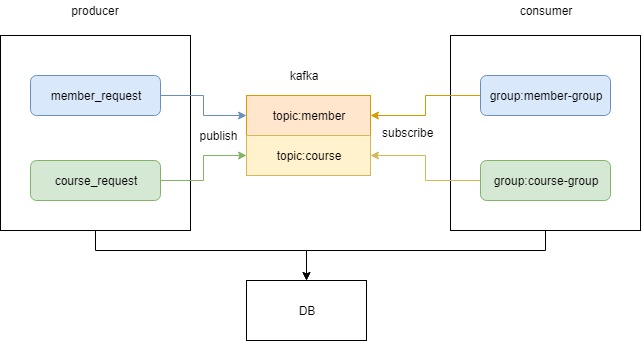 producer
consumer
kafka
member_request
topic:member
group:member-group
publish
subscribe
course_request
topic:course
group:course-group
DB